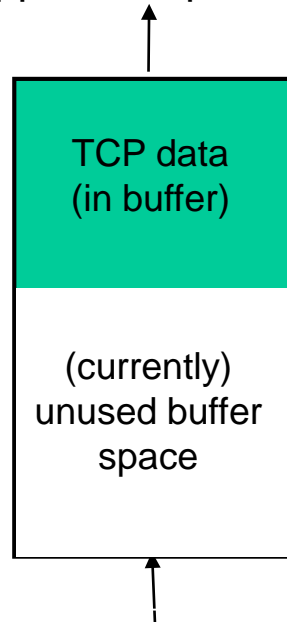 TCP data
(in buffer)
(currently)
unused buffer
space